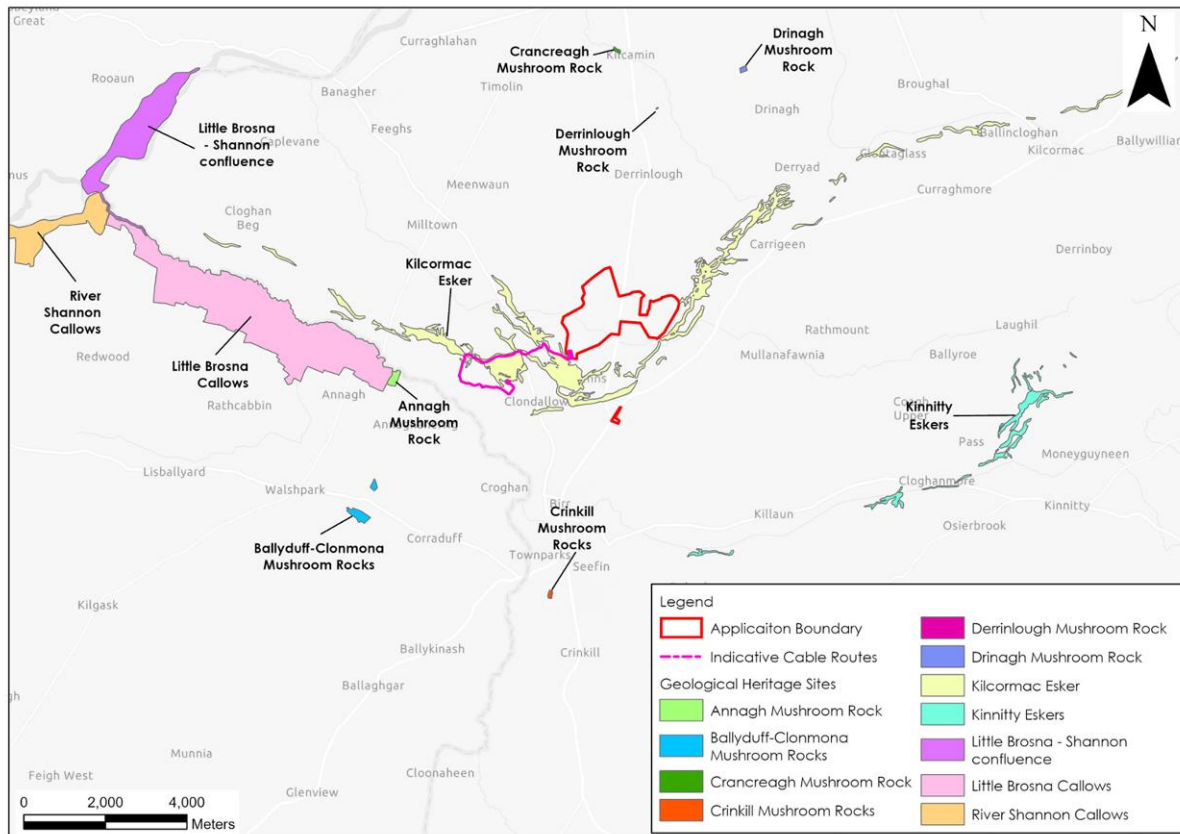 eyland
Great
Curraghlahan
Crancreagh
Mushroom Rock
Kilcamin
Drinagh
Mushroom
Rock
N
Rooaun
Banagher
Timolin
Broughal
Feeghs
Drinagh
Little Brosna
- Shannon
confluence
Derrinlough
Mushroom
Rock
Ballincloghan
Kilcormac
Ballywillian
Derryad
Derrinlough
Meenwaun
Curraghmore
Cloghan
Beg
Milltown
Carrigeen
Derrinboy
Kilcormac
Esker
River
Shannon
Callows
Rathmount
Laughil
Mullanafawnia
Ballyroe
Redwood
Little Brosna
Callows
Rathcabbin
Annagh
Clondallow
Annagh
Mushroom
Rock
Upper
Kinnitty
Eskers
Pass
Moneyguyneen
Lisballyard
Walshpark
Croghan
Birr
Cloghanmore
Killaun
Kinnitty
Osierbrook
Crinkill
Mushroom
Rocks
Ballyduff-Clonmona
Mushroom Rocks
Corraduff
Townparks
Seefin
Kilgask
Ballykinash
Crinkill
Ballaghgar
Munnia
Feigh West
Cloonaheen
Glenview
0 2,000 4,000
Meters
Legend
Applicaiton Boundary
Indicative Cable Routes
Geological Heritage Sites
Annagh Mushroom Rock
Ballyduff-Clonmona
Mushroom Rocks
Crancreagh Mushroom Rock
Crinkill Mushroom Rocks
Derrinlough Mushroom Rock
Drinagh Mushroom Rock
Kilcormac Esker
Kinnitty Eskers
Little Brosna - Shannon
confluence
Little Brosna Callows
River Shannon Callows